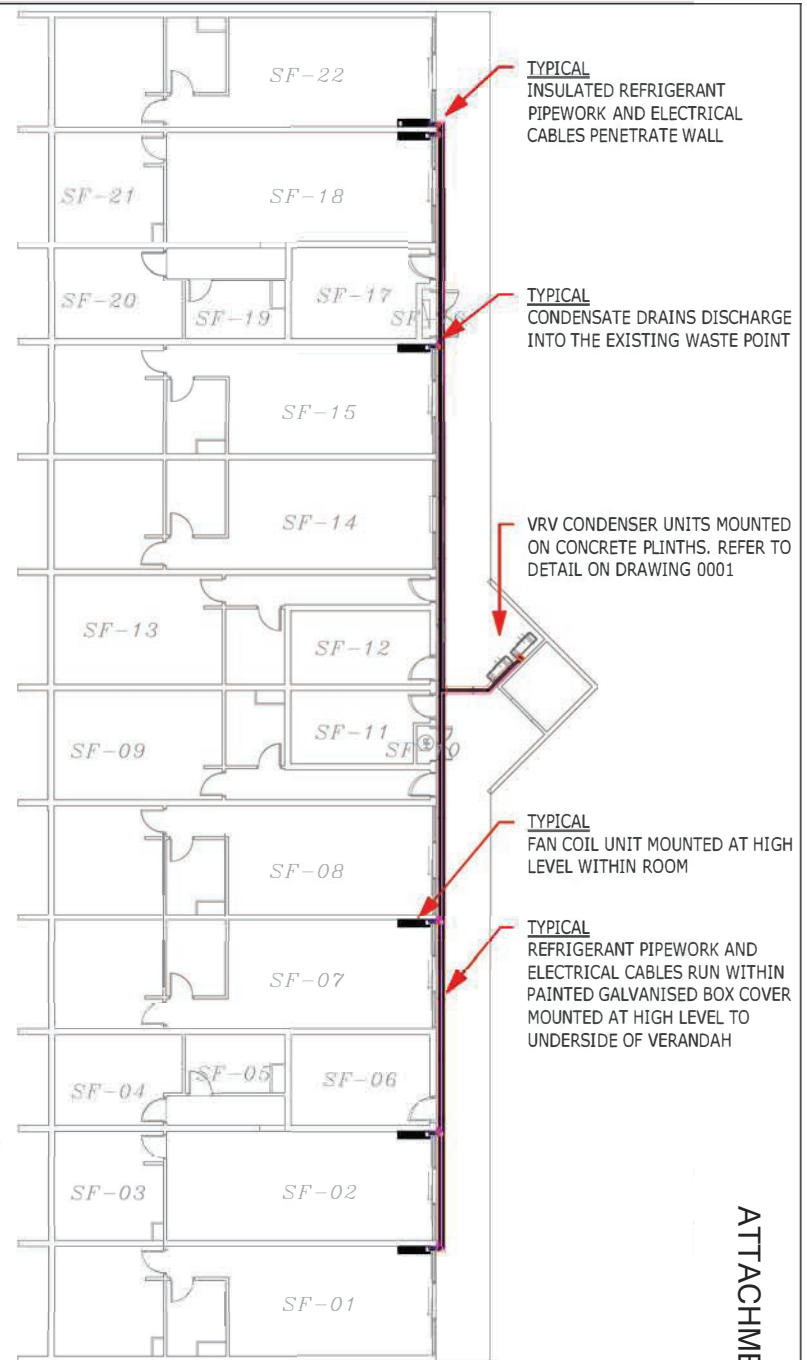 SF-22
TYPICAL
INSULATED REFRIGERANT
PIPEWORK AND ELECTRICAL
CABLES PENETRATE WALL
SF-21
SF-18
SF-20
SF-19
SF-17
TYPICAL
CONDENSATE DRAINS DISCHARGE
INTO THE EXISTING WASTE POINT
SF-15
SF-14
VRV CONDENSER UNITS MOUNTED
ON CONCRETE PLINTHS. REFER TO
DETAIL ON DRAWING 0001
SF-13
SF-12
SF-11
SF-09
SF-08
TYPICAL
FAN COIL UNIT MOUNTED AT HIGH
LEVEL WITHIN ROOM
SF-07
TYPICAL
REFRIGERANT PIPEWORK AND
ELECTRICAL CABLES RUN WITHIN
PAINTED GALVANISED BOX COVER
MOUNTED AT HIGH LEVEL TO
UNDERSIDE OF VERANDAH
SF-04
SF-05
SF-06
SF-03
SF-02
SF-01
ATTACHME